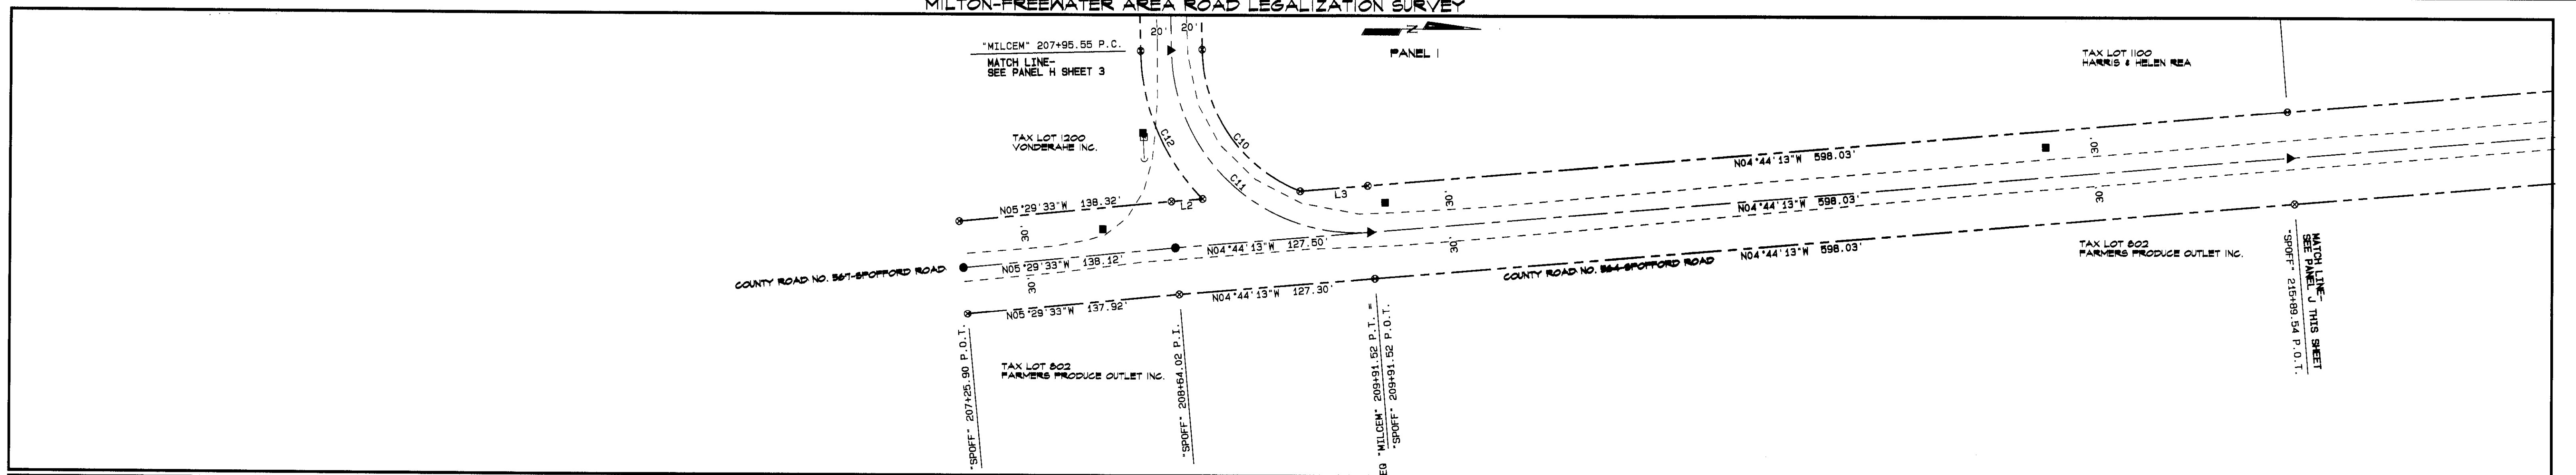 MILTON-FREEWATER AREA ROAD LEGALIZATION SURVEY
"MILCEM" 207+95.55 P.C.
MATCH LINE-
SEE PANEL H SHEET 3
20' 20'
N
PANEL I
TAX LOT 1100
HARRIS & HELEN REA
TAX LOT 1200
VONDERAHE INC.
C12
C10
C11
L3
L2
N04°44'13"W 598.03'
30'
30'
N04°44'13"W 598.03'
30'
30'
N05°29'33"W 138.32'
30'
N04°44'13"W 127.50'
N05°29'33"W 138.12'
30'
COUNTY ROAD NO. 567-SPOFFORD ROAD
N04°44'13"W 598.03'
COUNTY ROAD NO. 564-SPOFFORD ROAD
N04°44'13"W 127.30'
N05°29'33"W 137.92'
TAX LOT 802
FARMERS PRODUCE OUTLET INC.
TAX LOT 802
FARMERS PRODUCE OUTLET INC.
"SPOFF" 207+25.90 P.O.T.
"SPOFF" 208+64.02 P.I.
EQ "MILCEM" 209+91.52 P.T. =
"SPOFF" 209+91.52 P.O.T.
MATCH LINE-
SEE PANEL J THIS SHEET
"SPOFF" 215+89.54 P.O.T.